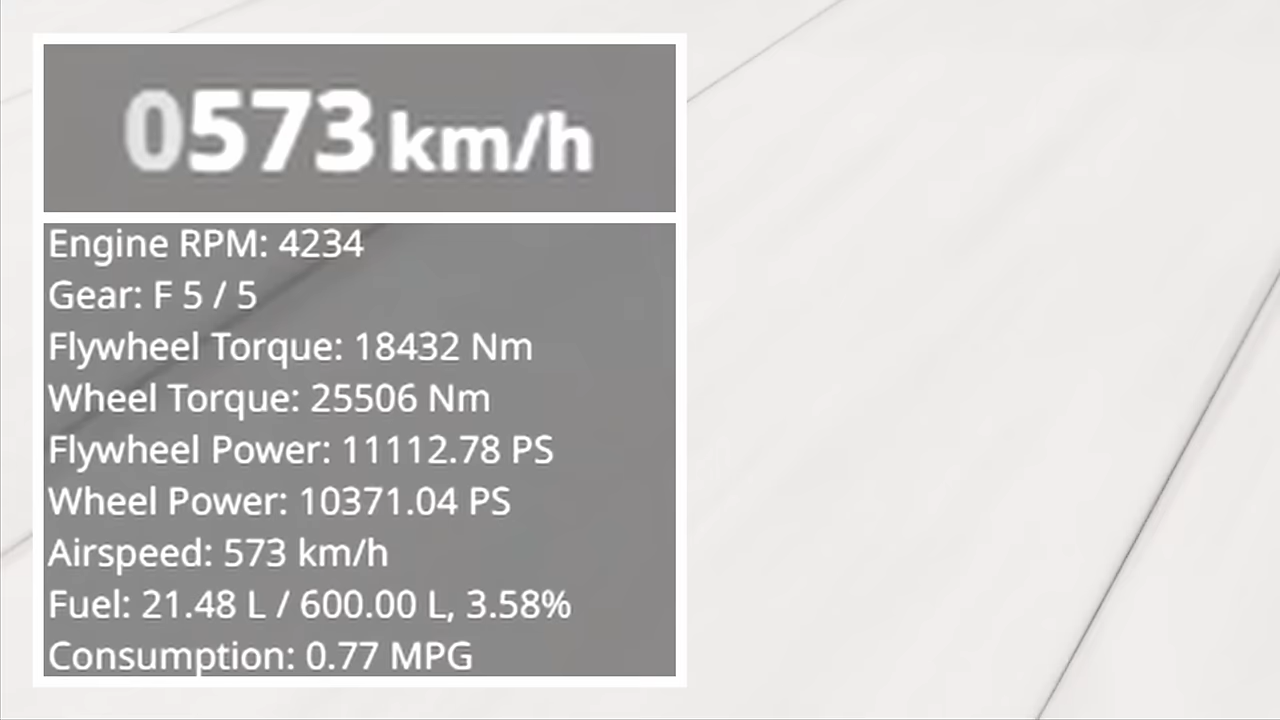 0573 km/h
Engine RPM: 4234
Gear: F 5 / 5
Flywheel Torque: 18432 Nm
Wheel Torque: 25506 Nm
Flywheel Power: 11112.78 PS
Wheel Power: 10371.04 PS
Airspeed: 573 km/h
Fuel: 21.48 L / 600.00 L, 3.58%
Consumption: 0.77 MPG